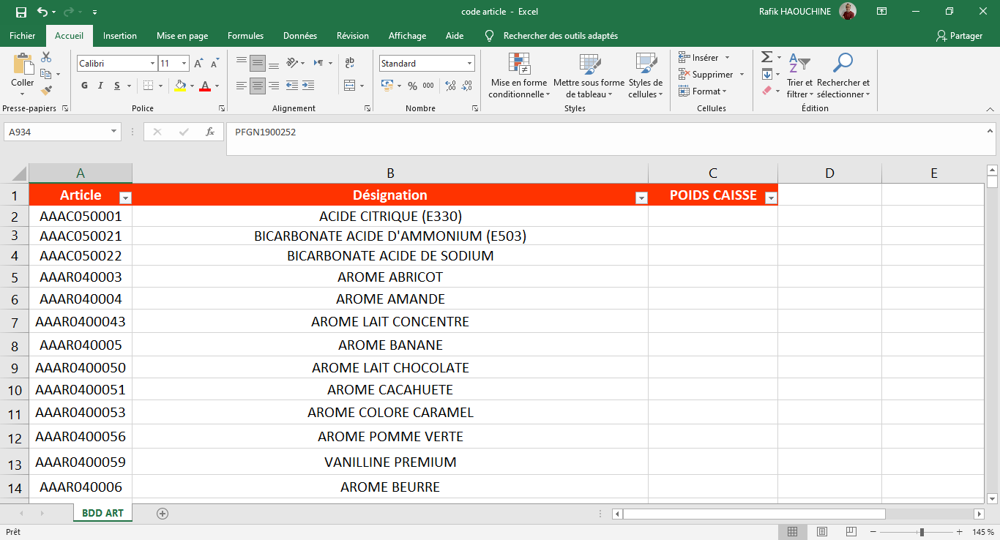 code article - Excel
Rafik HAOUCHINE
Fichier Accueil Insertion Mise en page Formules Données Révision Affichage Aide Rechercher des outils adaptés Partager
Coller
Presse-papiers
Calibri 11
G I S
Police
Alignement
Standard
% 000
Nombre
Mise en forme conditionnelle
Mettre sous forme de tableau
Styles de cellules
Styles
Insérer
Supprimer
Format
Cellules
Trier et filtrer
Rechercher et sélectionner
Édition
A934 fx PFGN1900252
A B C D E
1 Article Désignation POIDS CAISSE
2 AAAC050001 ACIDE CITRIQUE (E330)
3 AAAC050021 BICARBONATE ACIDE D'AMMONIUM (E503)
4 AAAC050022 BICARBONATE ACIDE DE SODIUM
5 AAAR040003 AROME ABRICOT
6 AAAR040004 AROME AMANDE
7 AAAR0400043 AROME LAIT CONCENTRE
8 AAAR040005 AROME BANANE
9 AAAR0400050 AROME LAIT CHOCOLATE
10 AAAR0400051 AROME CACAHUETE
11 AAAR0400053 AROME COLORE CARAMEL
12 AAAR0400056 AROME POMME VERTE
13 AAAR0400059 VANILLINE PREMIUM
14 AAAR040006 AROME BEURRE
BDD ART
Prêt
145 %